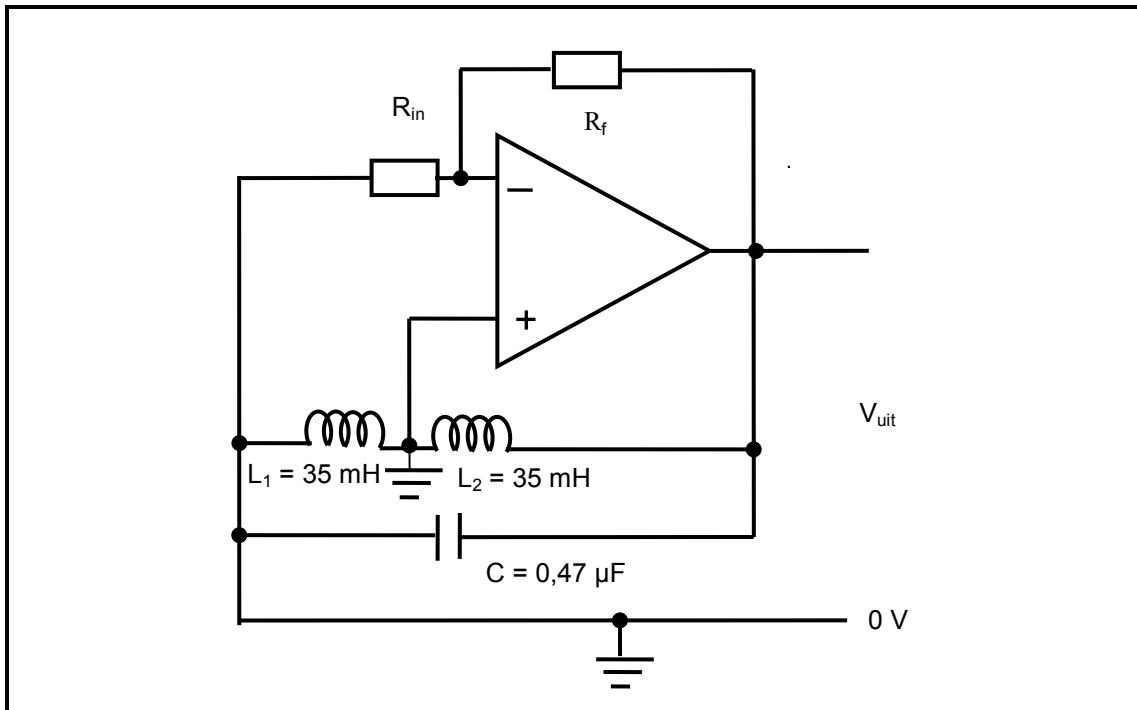 R_in
R_f
−
+
V_uit
L₁ = 35 mH
L₂ = 35 mH
C = 0,47 µF
0 V